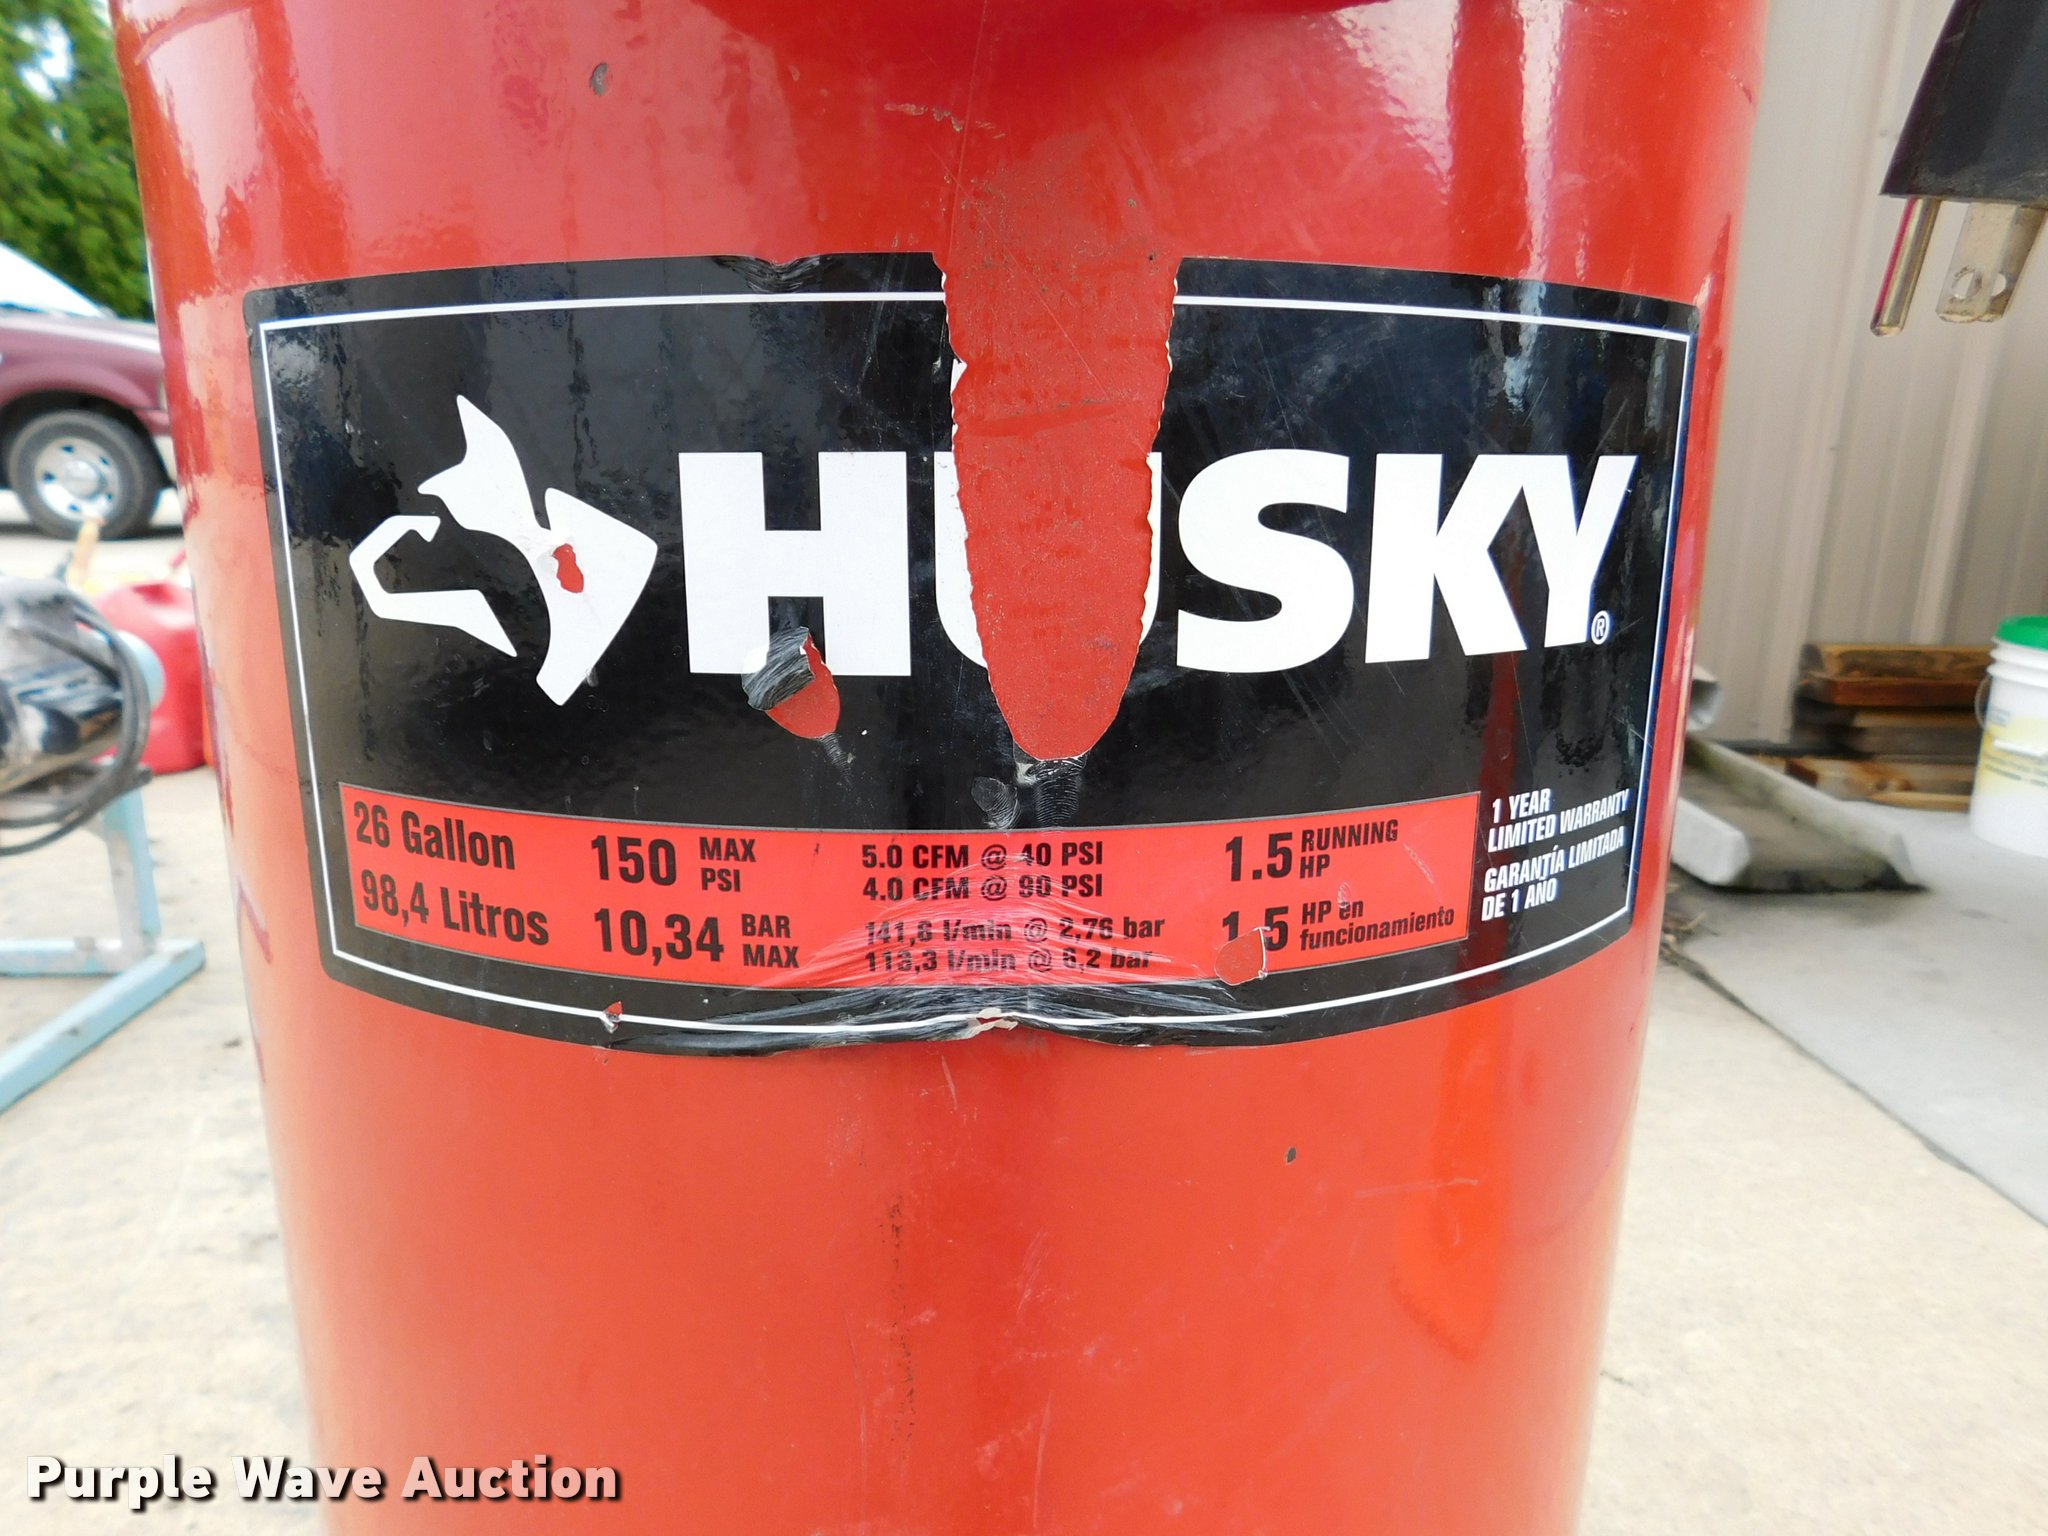 HUSKY®
26 Gallon
98,4 Litros
150 MAX PSI
10,34 BAR MAX
5.0 CFM @ 40 PSI
4.0 CFM @ 90 PSI
141,6 l/min @ 2,76 bar
113,3 l/min @ 6,2 bar
1.5 RUNNING HP
1.5 HP en funcionamiento
1 YEAR
LIMITED WARRANTY
GARANTÍA LIMITADA
DE 1 AÑO
Purple Wave Auction